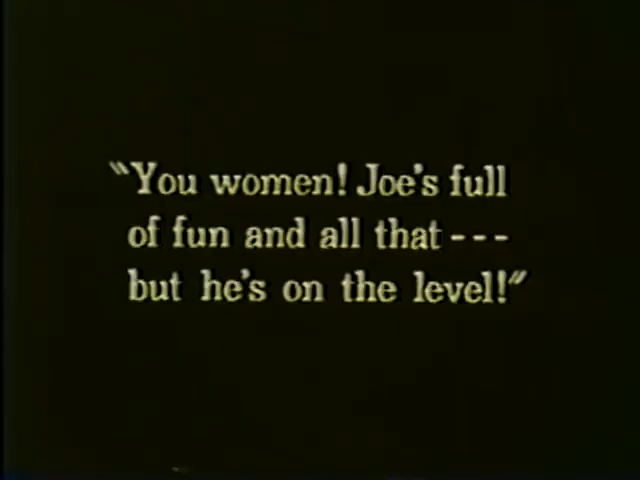 "You women! Joe's full
of fun and all that ---
but he's on the level!"